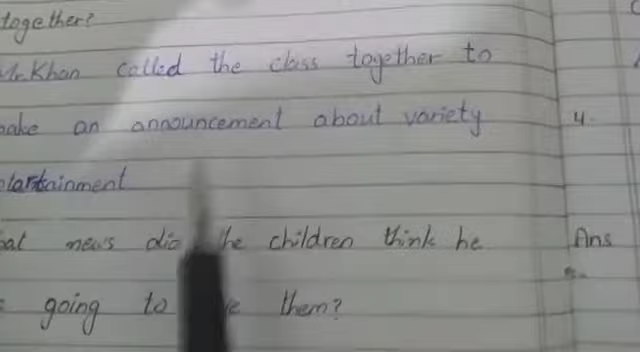 together?
Mr Khan called the class together to
make an announcement about variety
4.
news did the children think he
Ans
going to them?